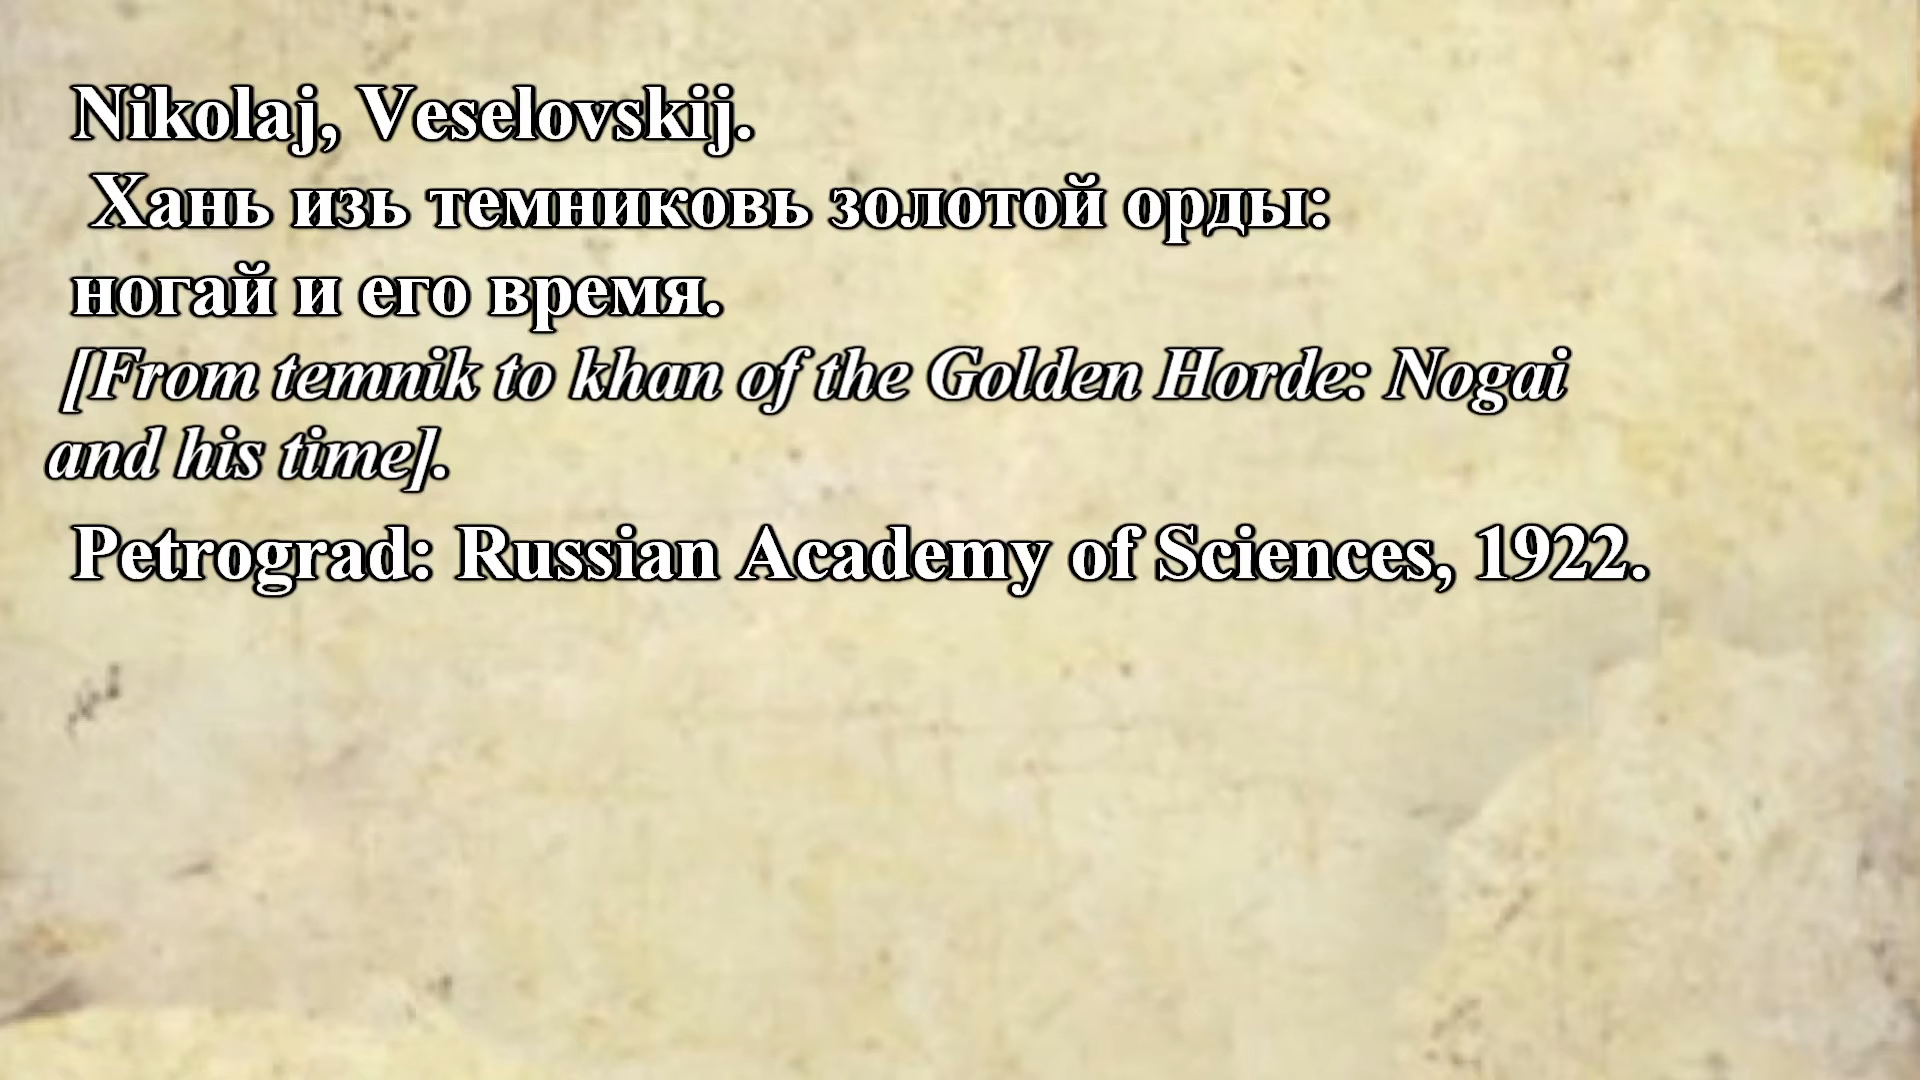 Nikolaj, Veselovskij.
Хань изь темниковь золотой орды:
ногай и его время.
[From temnik to khan of the Golden Horde: Nogai
and his time].
Petrograd: Russian Academy of Sciences, 1922.